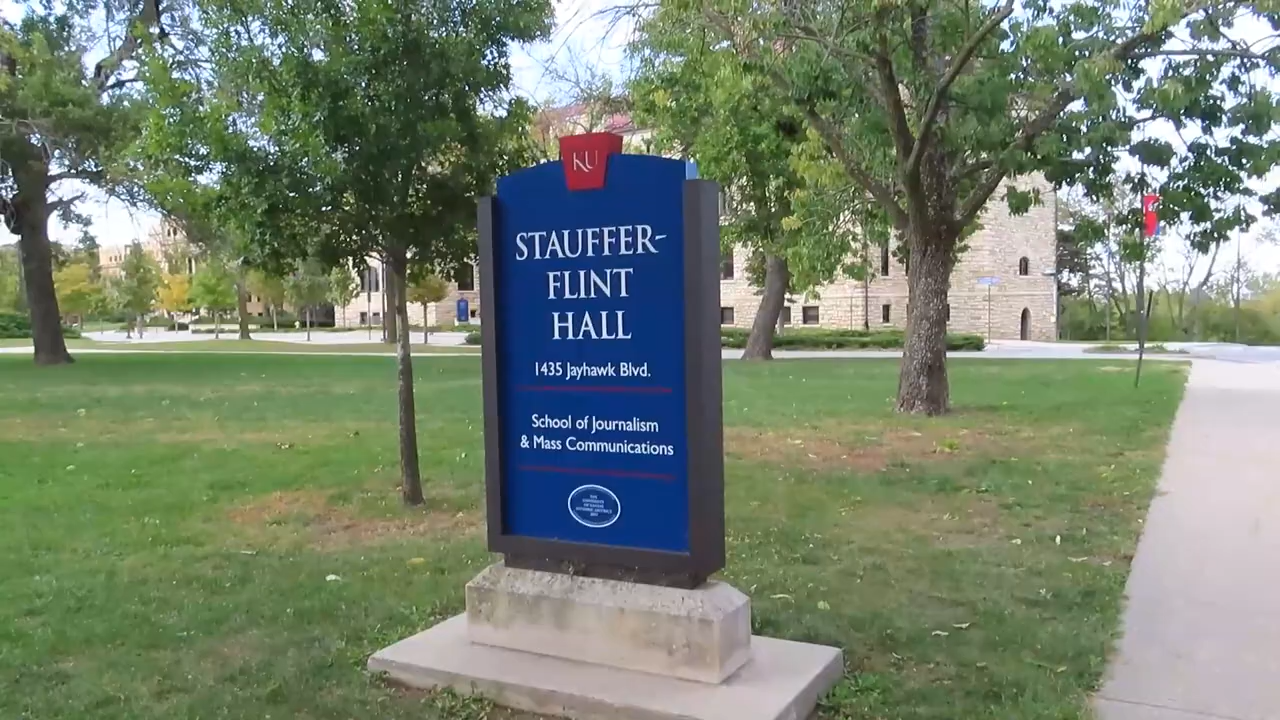 KU
STAUFFER-
FLINT
HALL
1435 Jayhawk Blvd.
School of Journalism
& Mass Communications